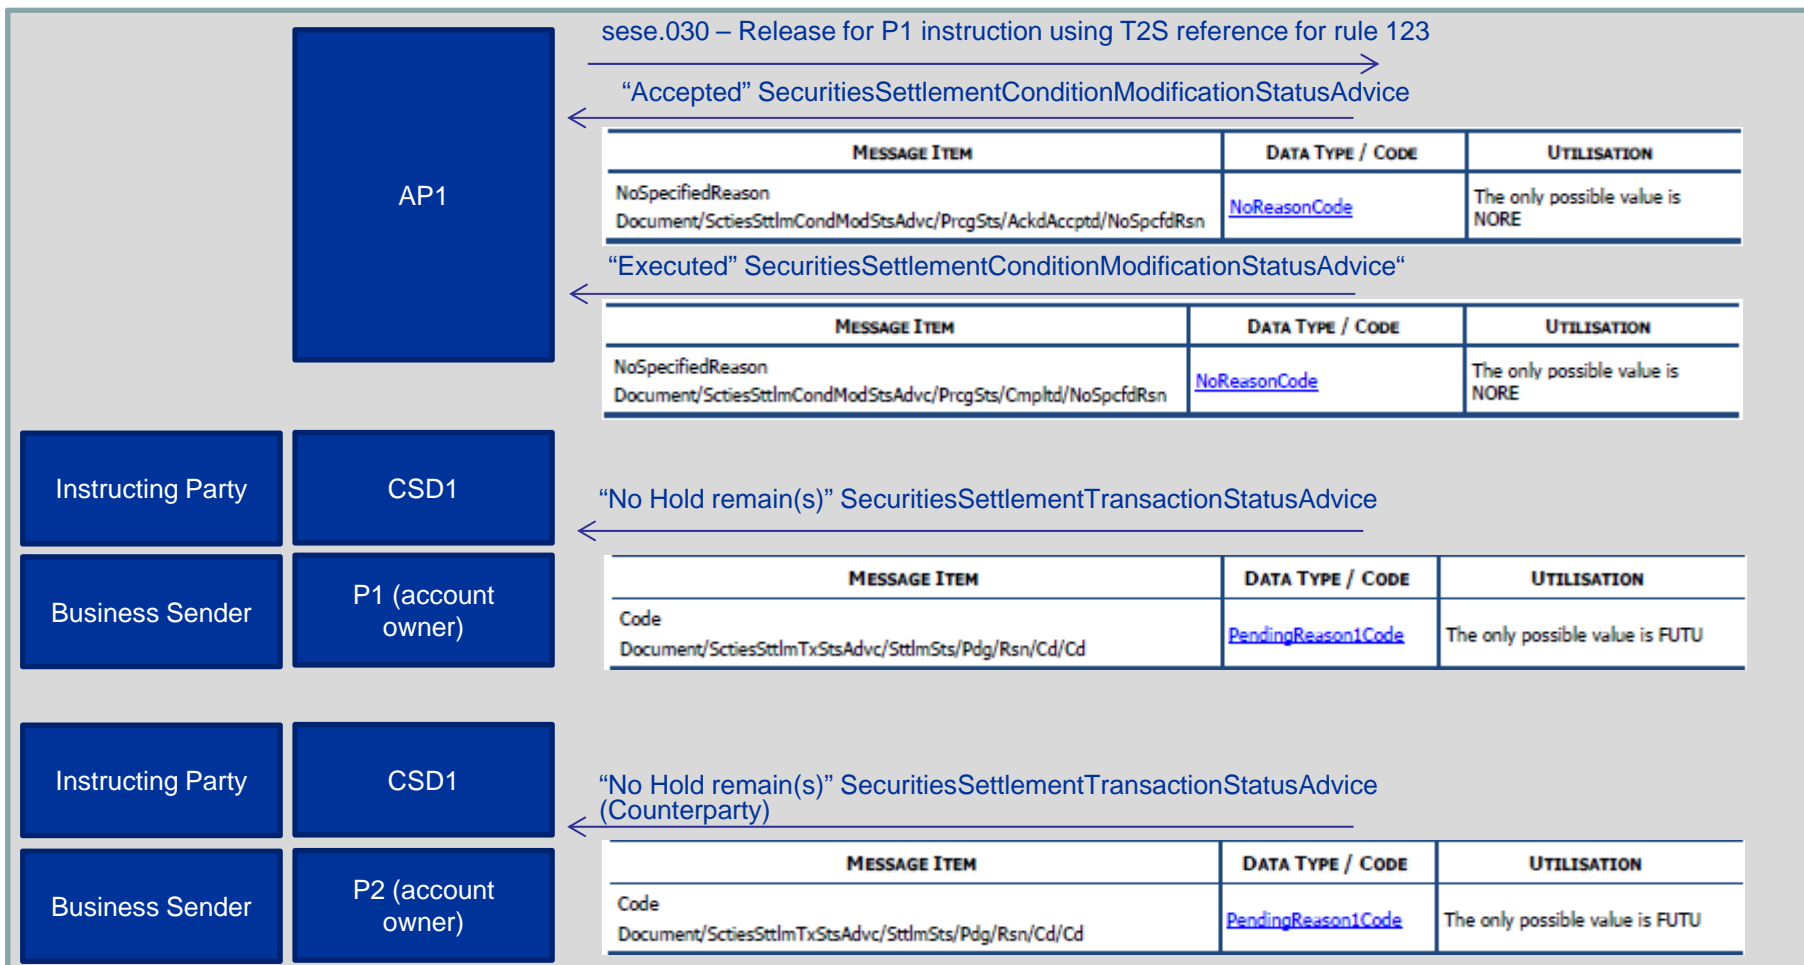 sese.030 – Release for P1 instruction using T2S reference for rule 123
“Accepted” SecuritiesSettlementConditionModificationStatusAdvice
AP1
MESSAGE ITEM DATA TYPE / CODE UTILISATION
NoSpecifiedReason
Document/SctiesSttlmCondModStsAdvc/PrcgSts/AckdAccptd/NoSpcfdRsn
NoReasonCode
The only possible value is
NORE
“Executed” SecuritiesSettlementConditionModificationStatusAdvice“
MESSAGE ITEM DATA TYPE / CODE UTILISATION
NoSpecifiedReason
Document/SctiesSttlmCondModStsAdvc/PrcgSts/Cmpltd/NoSpcfdRsn
NoReasonCode
The only possible value is
NORE
Instructing Party
CSD1
“No Hold remain(s)” SecuritiesSettlementTransactionStatusAdvice
Business Sender
P1 (account
owner)
MESSAGE ITEM DATA TYPE / CODE UTILISATION
Code
Document/SctiesSttlmTxStsAdvc/SttlmSts/Pdg/Rsn/Cd/Cd
PendingReason1Code
The only possible value is FUTU
Instructing Party
CSD1
“No Hold remain(s)” SecuritiesSettlementTransactionStatusAdvice
(Counterparty)
Business Sender
P2 (account
owner)
MESSAGE ITEM DATA TYPE / CODE UTILISATION
Code
Document/SctiesSttlmTxStsAdvc/SttlmSts/Pdg/Rsn/Cd/Cd
PendingReason1Code
The only possible value is FUTU